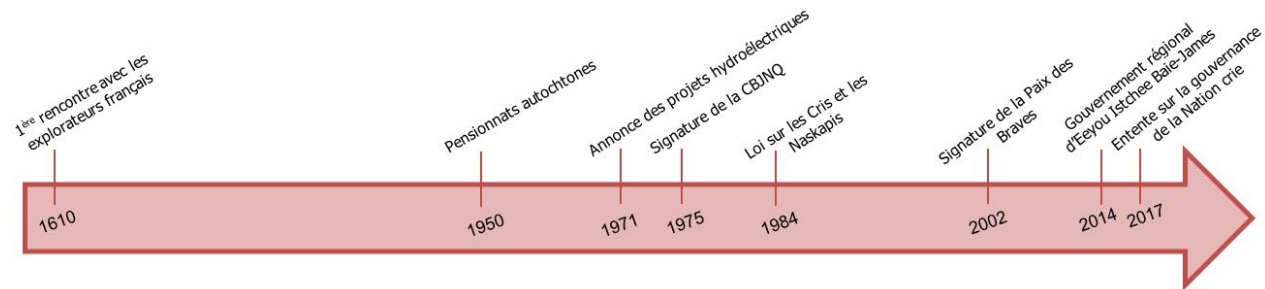 1ère rencontre avec les
explorateurs français
Pensionnats autochtones
Annonce des projets hydroélectriques
Signature de la CBJNQ
Loi sur les Cris et les
Naskapis
Signature de la Paix des
Braves
Gouvernement régional
d'Eeyou Istchee Baie-James
Entente sur la gouvernance
de la Nation crie
1610
1950
1971
1975
1984
2002
2014
2017